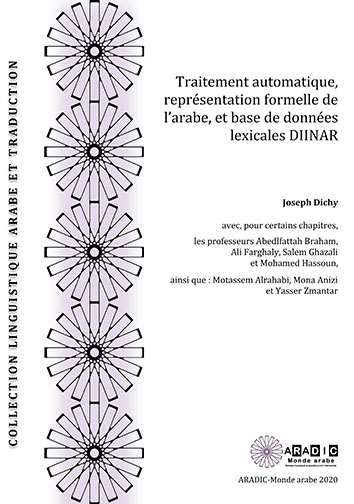 COLLECTION LINGUISTIQUE ARABE ET TRADUCTION
Traitement automatique,
représentation formelle de
l'arabe, et base de données
lexicales DIINAR
Joseph Dichy
avec, pour certains chapitres,
les professeurs Abedlfattah Braham,
Ali Farghaly, Salem Ghazali
et Mohamed Hassoun,
ainsi que : Motassem Alrahabi, Mona Anizi
et Yasser Zmantar
ARADIC
Monde arabe
ARADIC-Monde arabe 2020